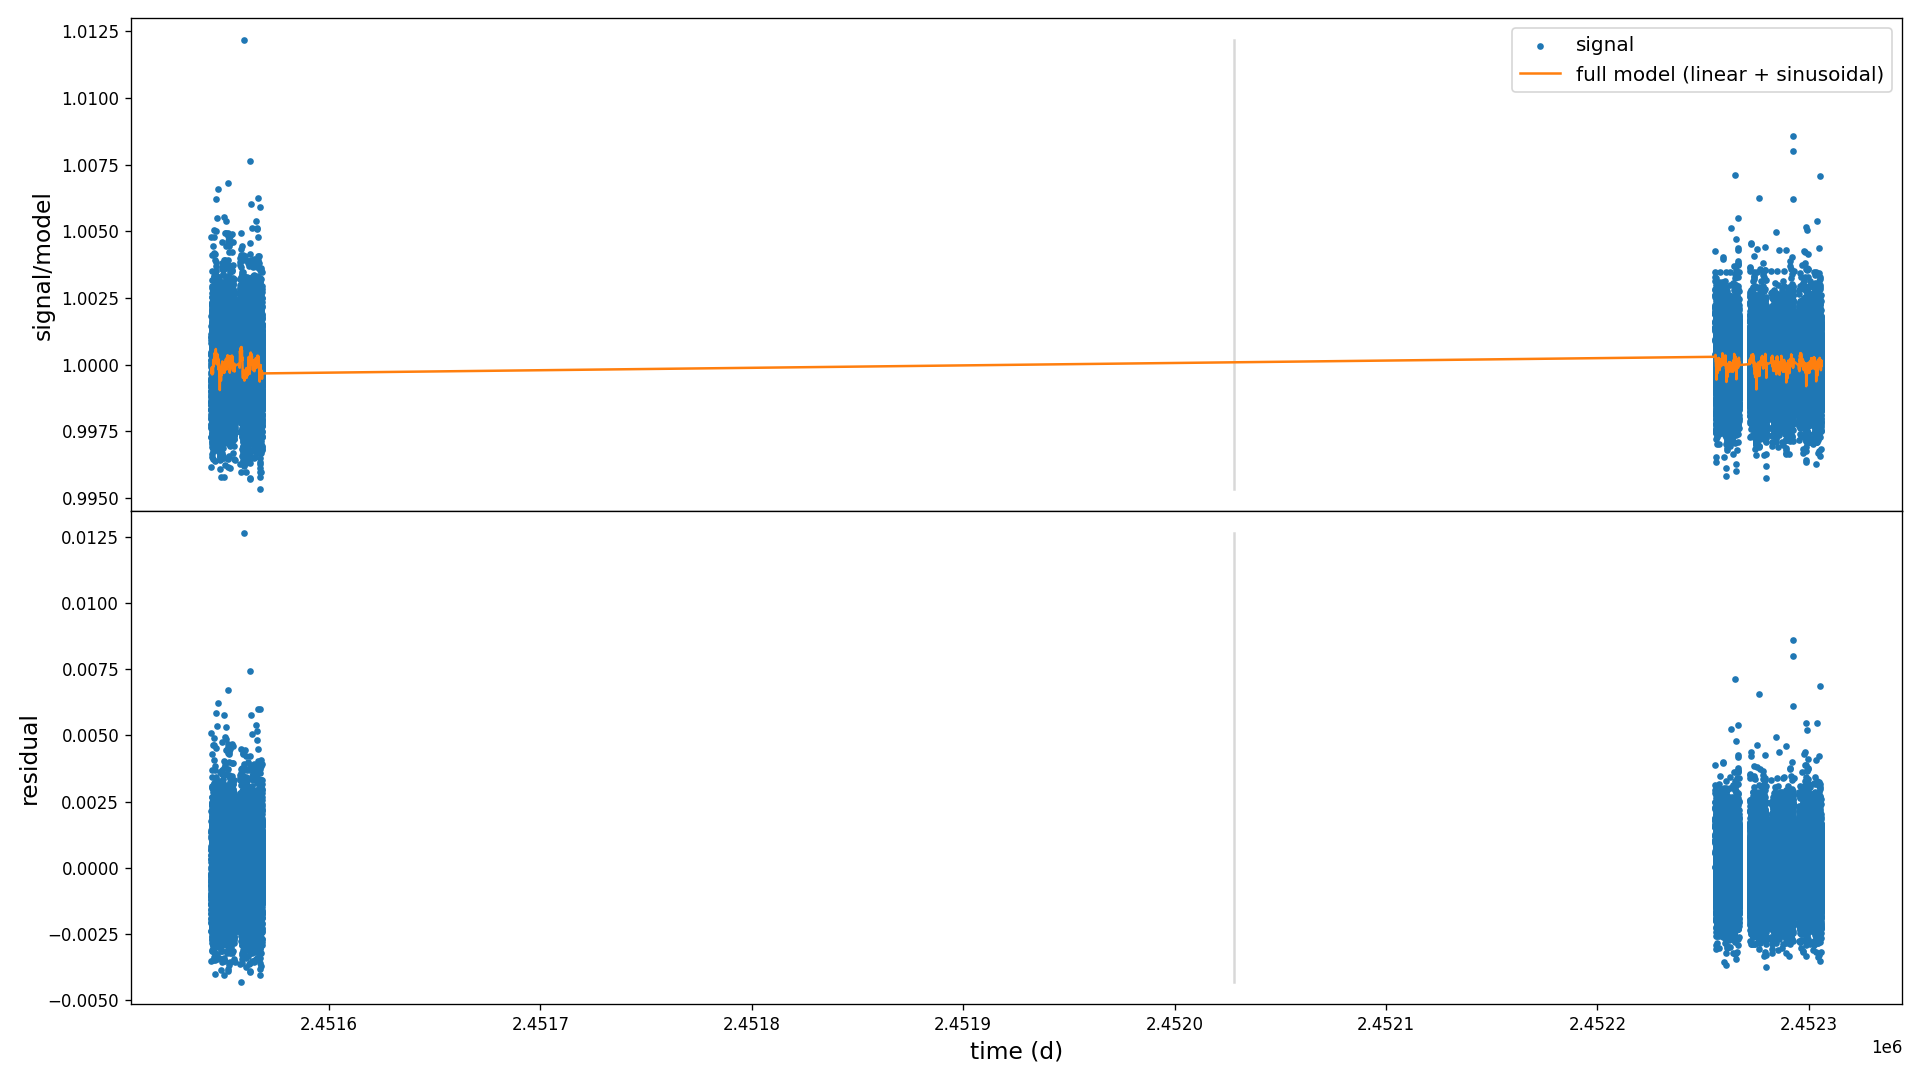 1.0125
1.0100
1.0075
1.0050
1.0025
1.0000
0.9975
0.9950
signal/model
signal
full model (linear + sinusoidal)
0.0125
0.0100
0.0075
0.0050
0.0025
0.0000
−0.0025
−0.0050
residual
2.4516 2.4517 2.4518 2.4519 2.4520 2.4521 2.4522 2.4523
1e6
time (d)